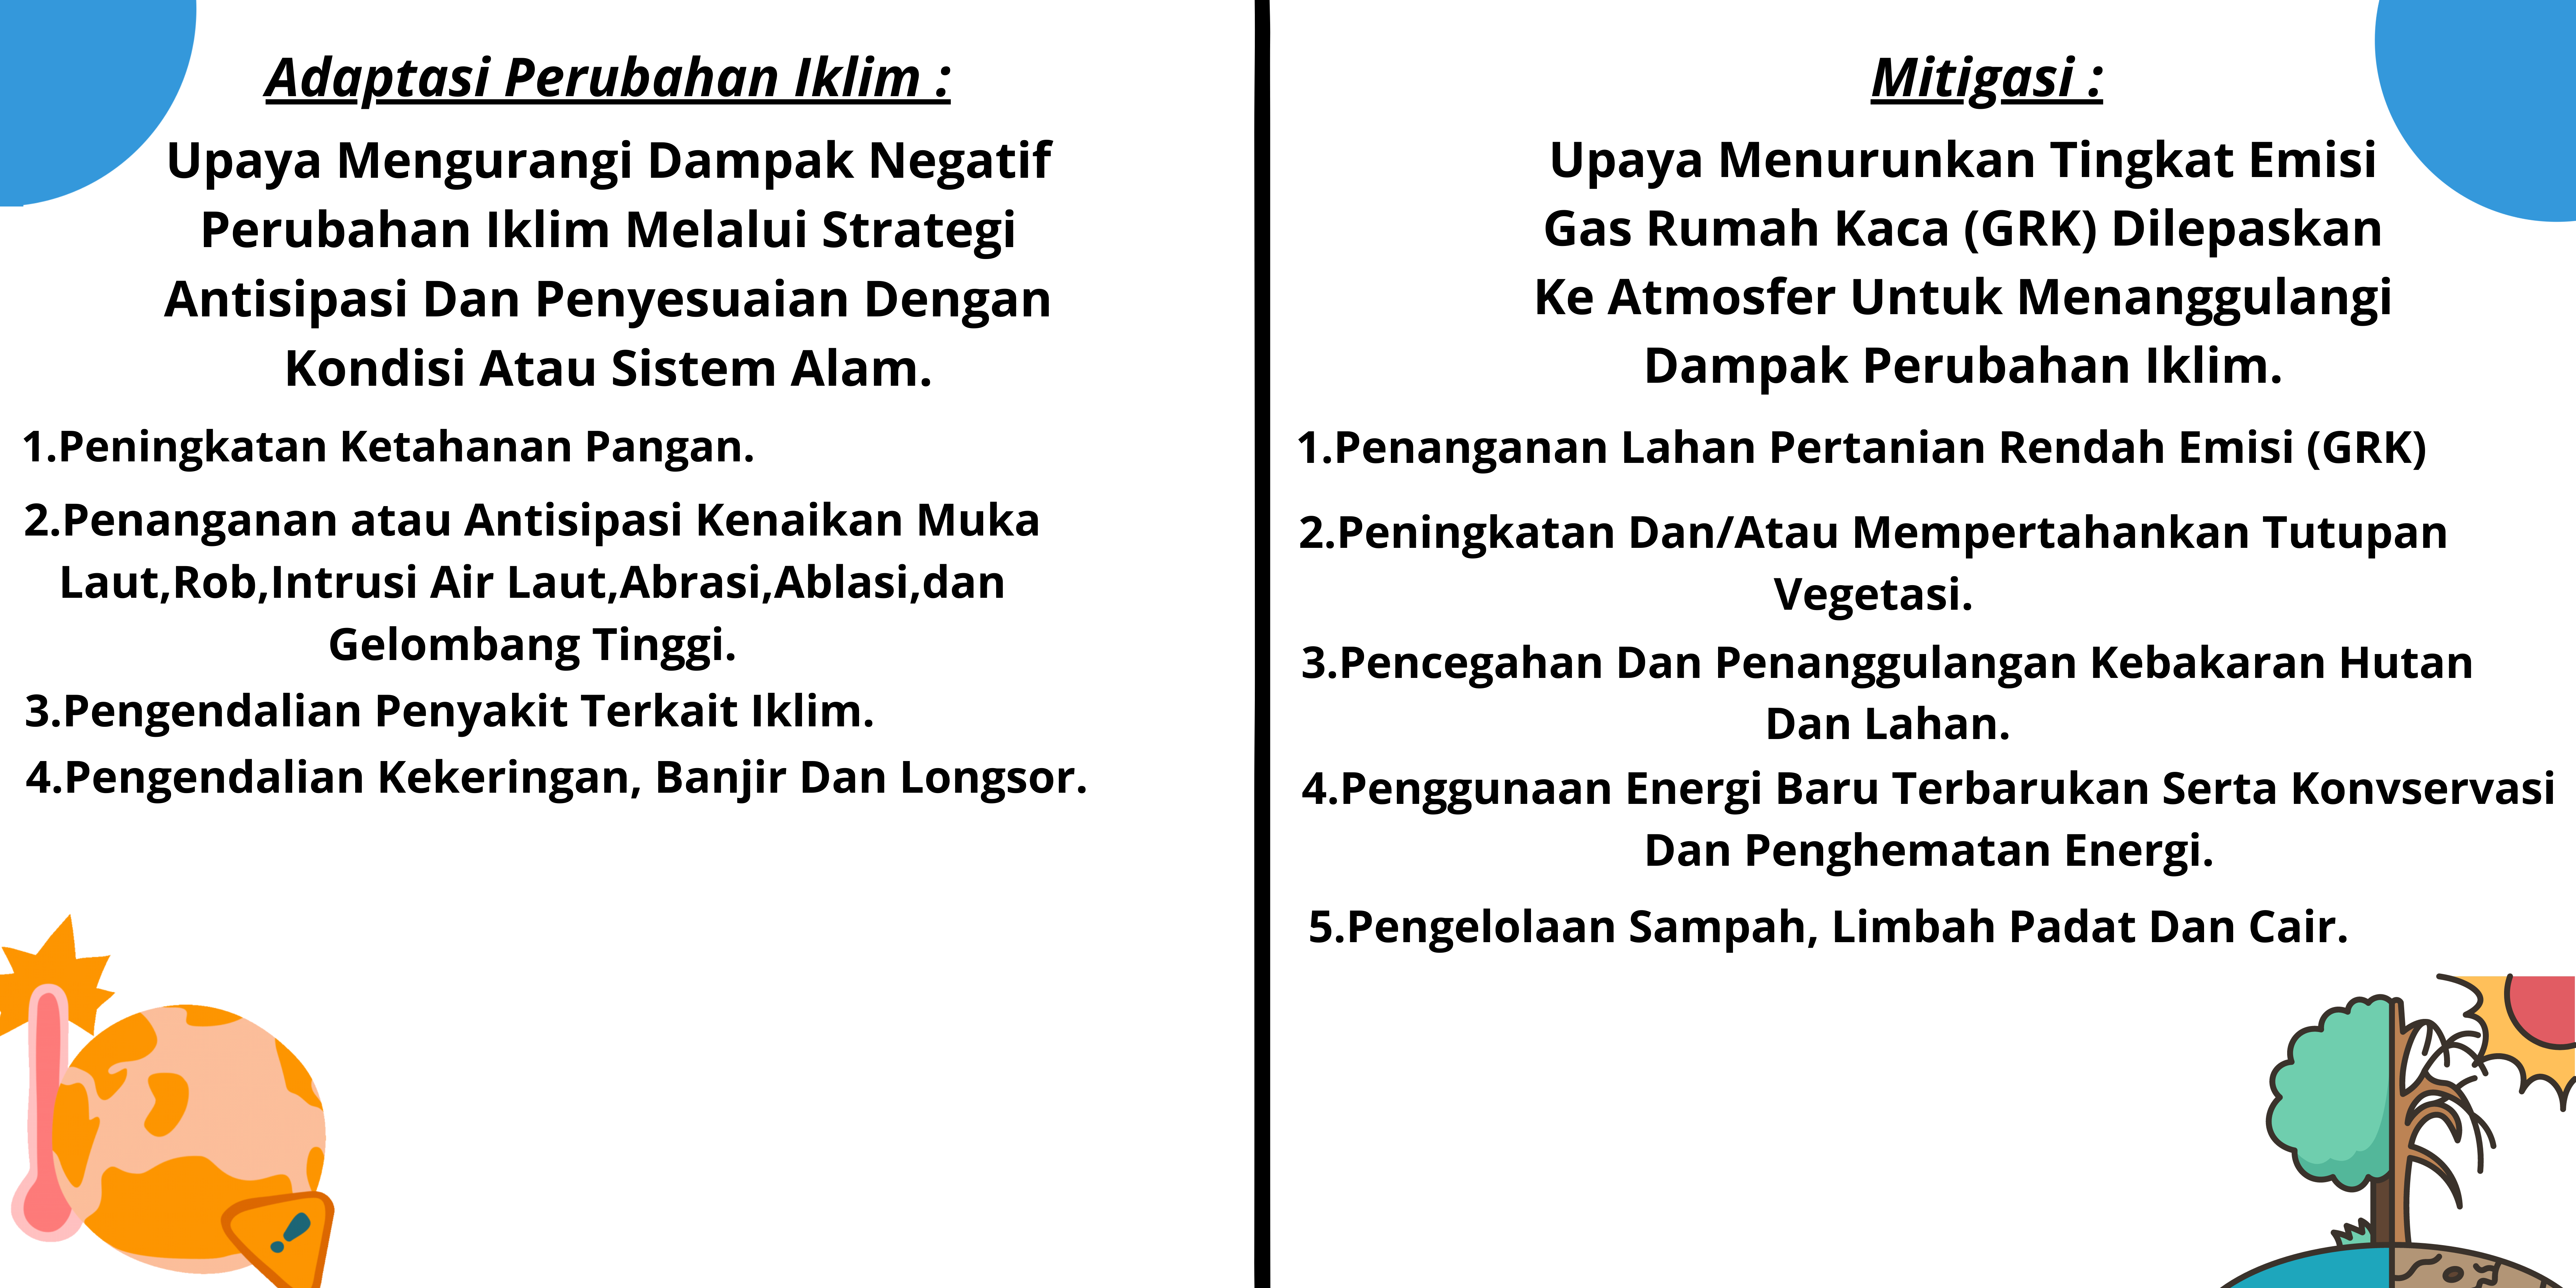 Adaptasi Perubahan Iklim :
Upaya Mengurangi Dampak Negatif
Perubahan Iklim Melalui Strategi
Antisipasi Dan Penyesuaian Dengan
Kondisi Atau Sistem Alam.
1.Peningkatan Ketahanan Pangan.
2.Penanganan atau Antisipasi Kenaikan Muka
Laut,Rob,Intrusi Air Laut,Abrasi,Ablasi,dan
Gelombang Tinggi.
3.Pengendalian Penyakit Terkait Iklim.
4.Pengendalian Kekeringan, Banjir Dan Longsor.
Mitigasi :
Upaya Menurunkan Tingkat Emisi
Gas Rumah Kaca (GRK) Dilepaskan
Ke Atmosfer Untuk Menanggulangi
Dampak Perubahan Iklim.
1.Penanganan Lahan Pertanian Rendah Emisi (GRK)
2.Peningkatan Dan/Atau Mempertahankan Tutupan
Vegetasi.
3.Pencegahan Dan Penanggulangan Kebakaran Hutan
Dan Lahan.
4.Penggunaan Energi Baru Terbarukan Serta Konvservasi
Dan Penghematan Energi.
5.Pengelolaan Sampah, Limbah Padat Dan Cair.